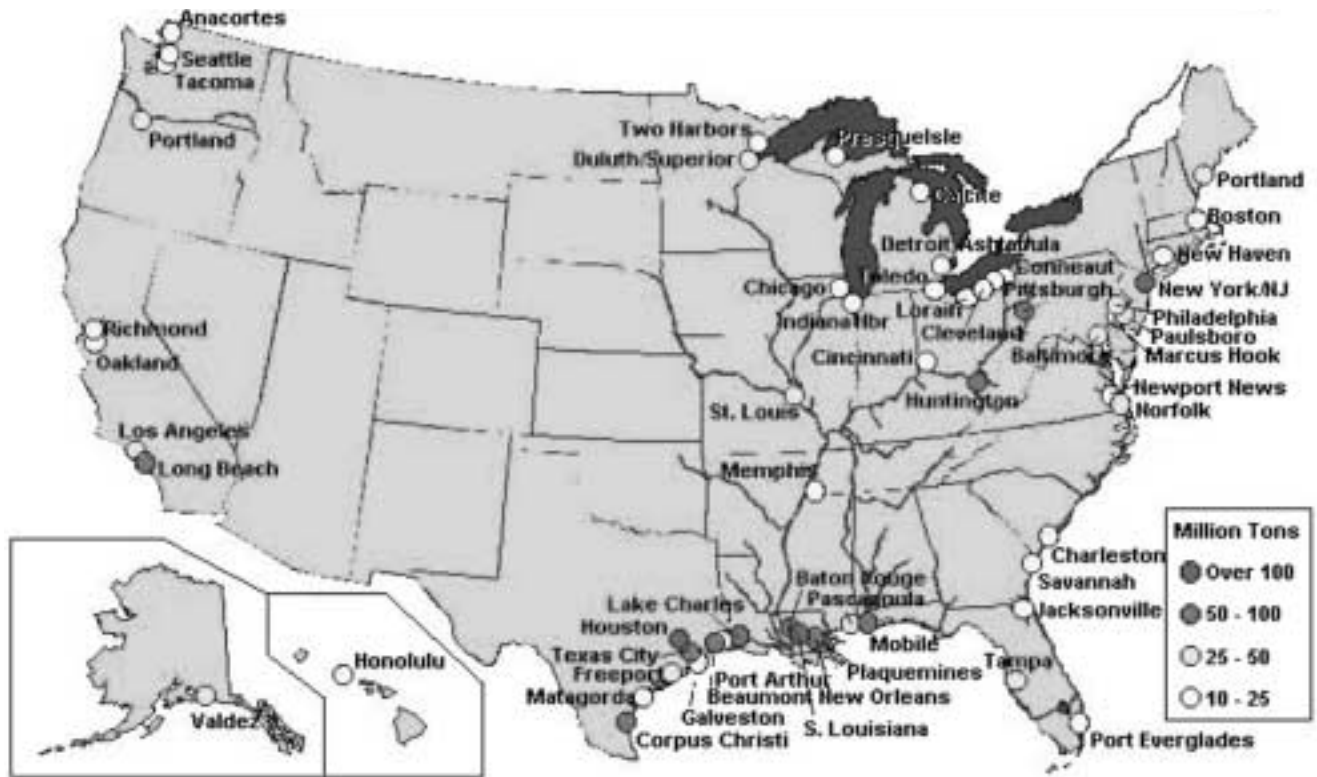 Anacortes
Seattle
Tacoma
Portland
Two Harbors
Presquelsle
Duluth/Superior
Calcite
Portland
Boston
Detroit Ashtabula
New Haven
Toledo
Conneaut
Chicago
Pittsburgh
New York/NJ
Lorain
Indiana Hbr
Cleveland
Philadelphia
Paulsboro
Richmond
Oakland
Cincinnati
Baltimore
Marcus Hook
Huntington
Newport News
St. Louis
Norfolk
Los Angeles
Long Beach
Memphis
Million Tons
Over 100
50 - 100
25 - 50
10 - 25
Charleston
Savannah
Baton Rouge
Pascagoula
Lake Charles
Jacksonville
Houston
Mobile
Texas City
Plaquemines
Tampa
Honolulu
Freeport
Port Arthur
Matagorda
Beaumont New Orleans
Valdez
Galveston
S. Louisiana
Corpus Christi
Port Everglades